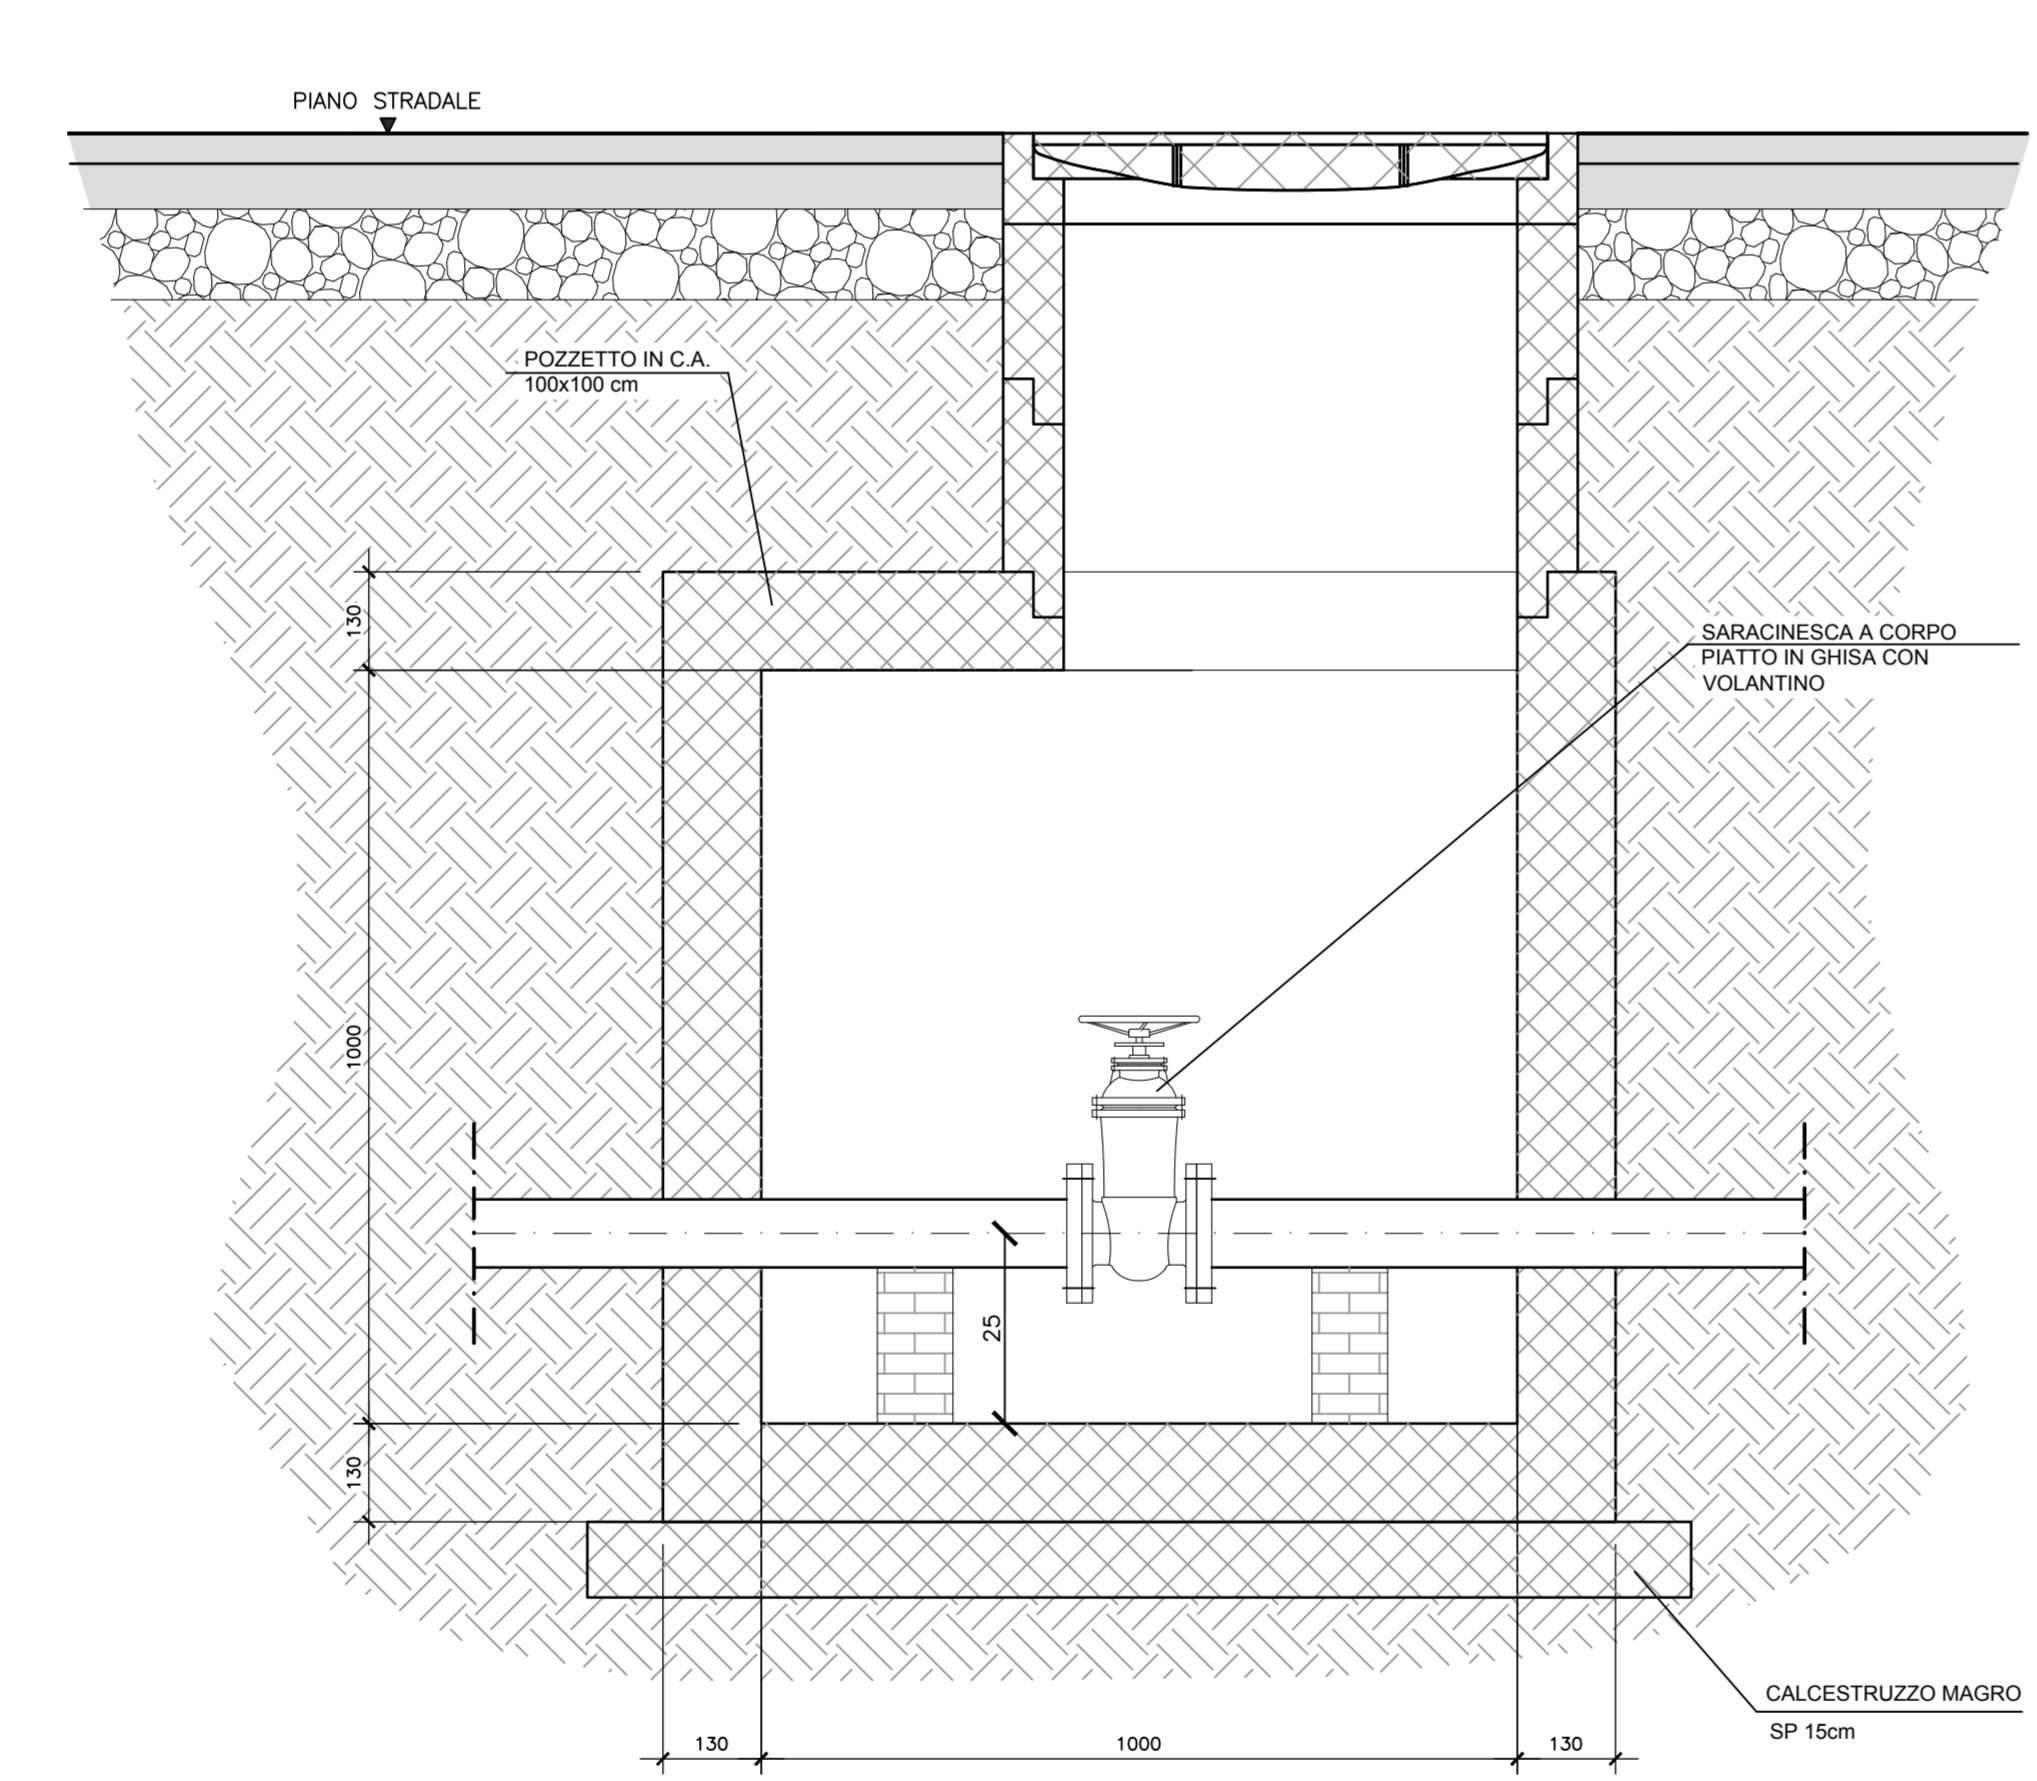 PIANO STRADALE
POZZETTO IN C.A.
100x100 cm
130
SARACINESCA A CORPO
PIATTO IN GHISA CON
VOLANTINO
1000
25
130
CALCESTRUZZO MAGRO
SP 15cm
130
1000
130